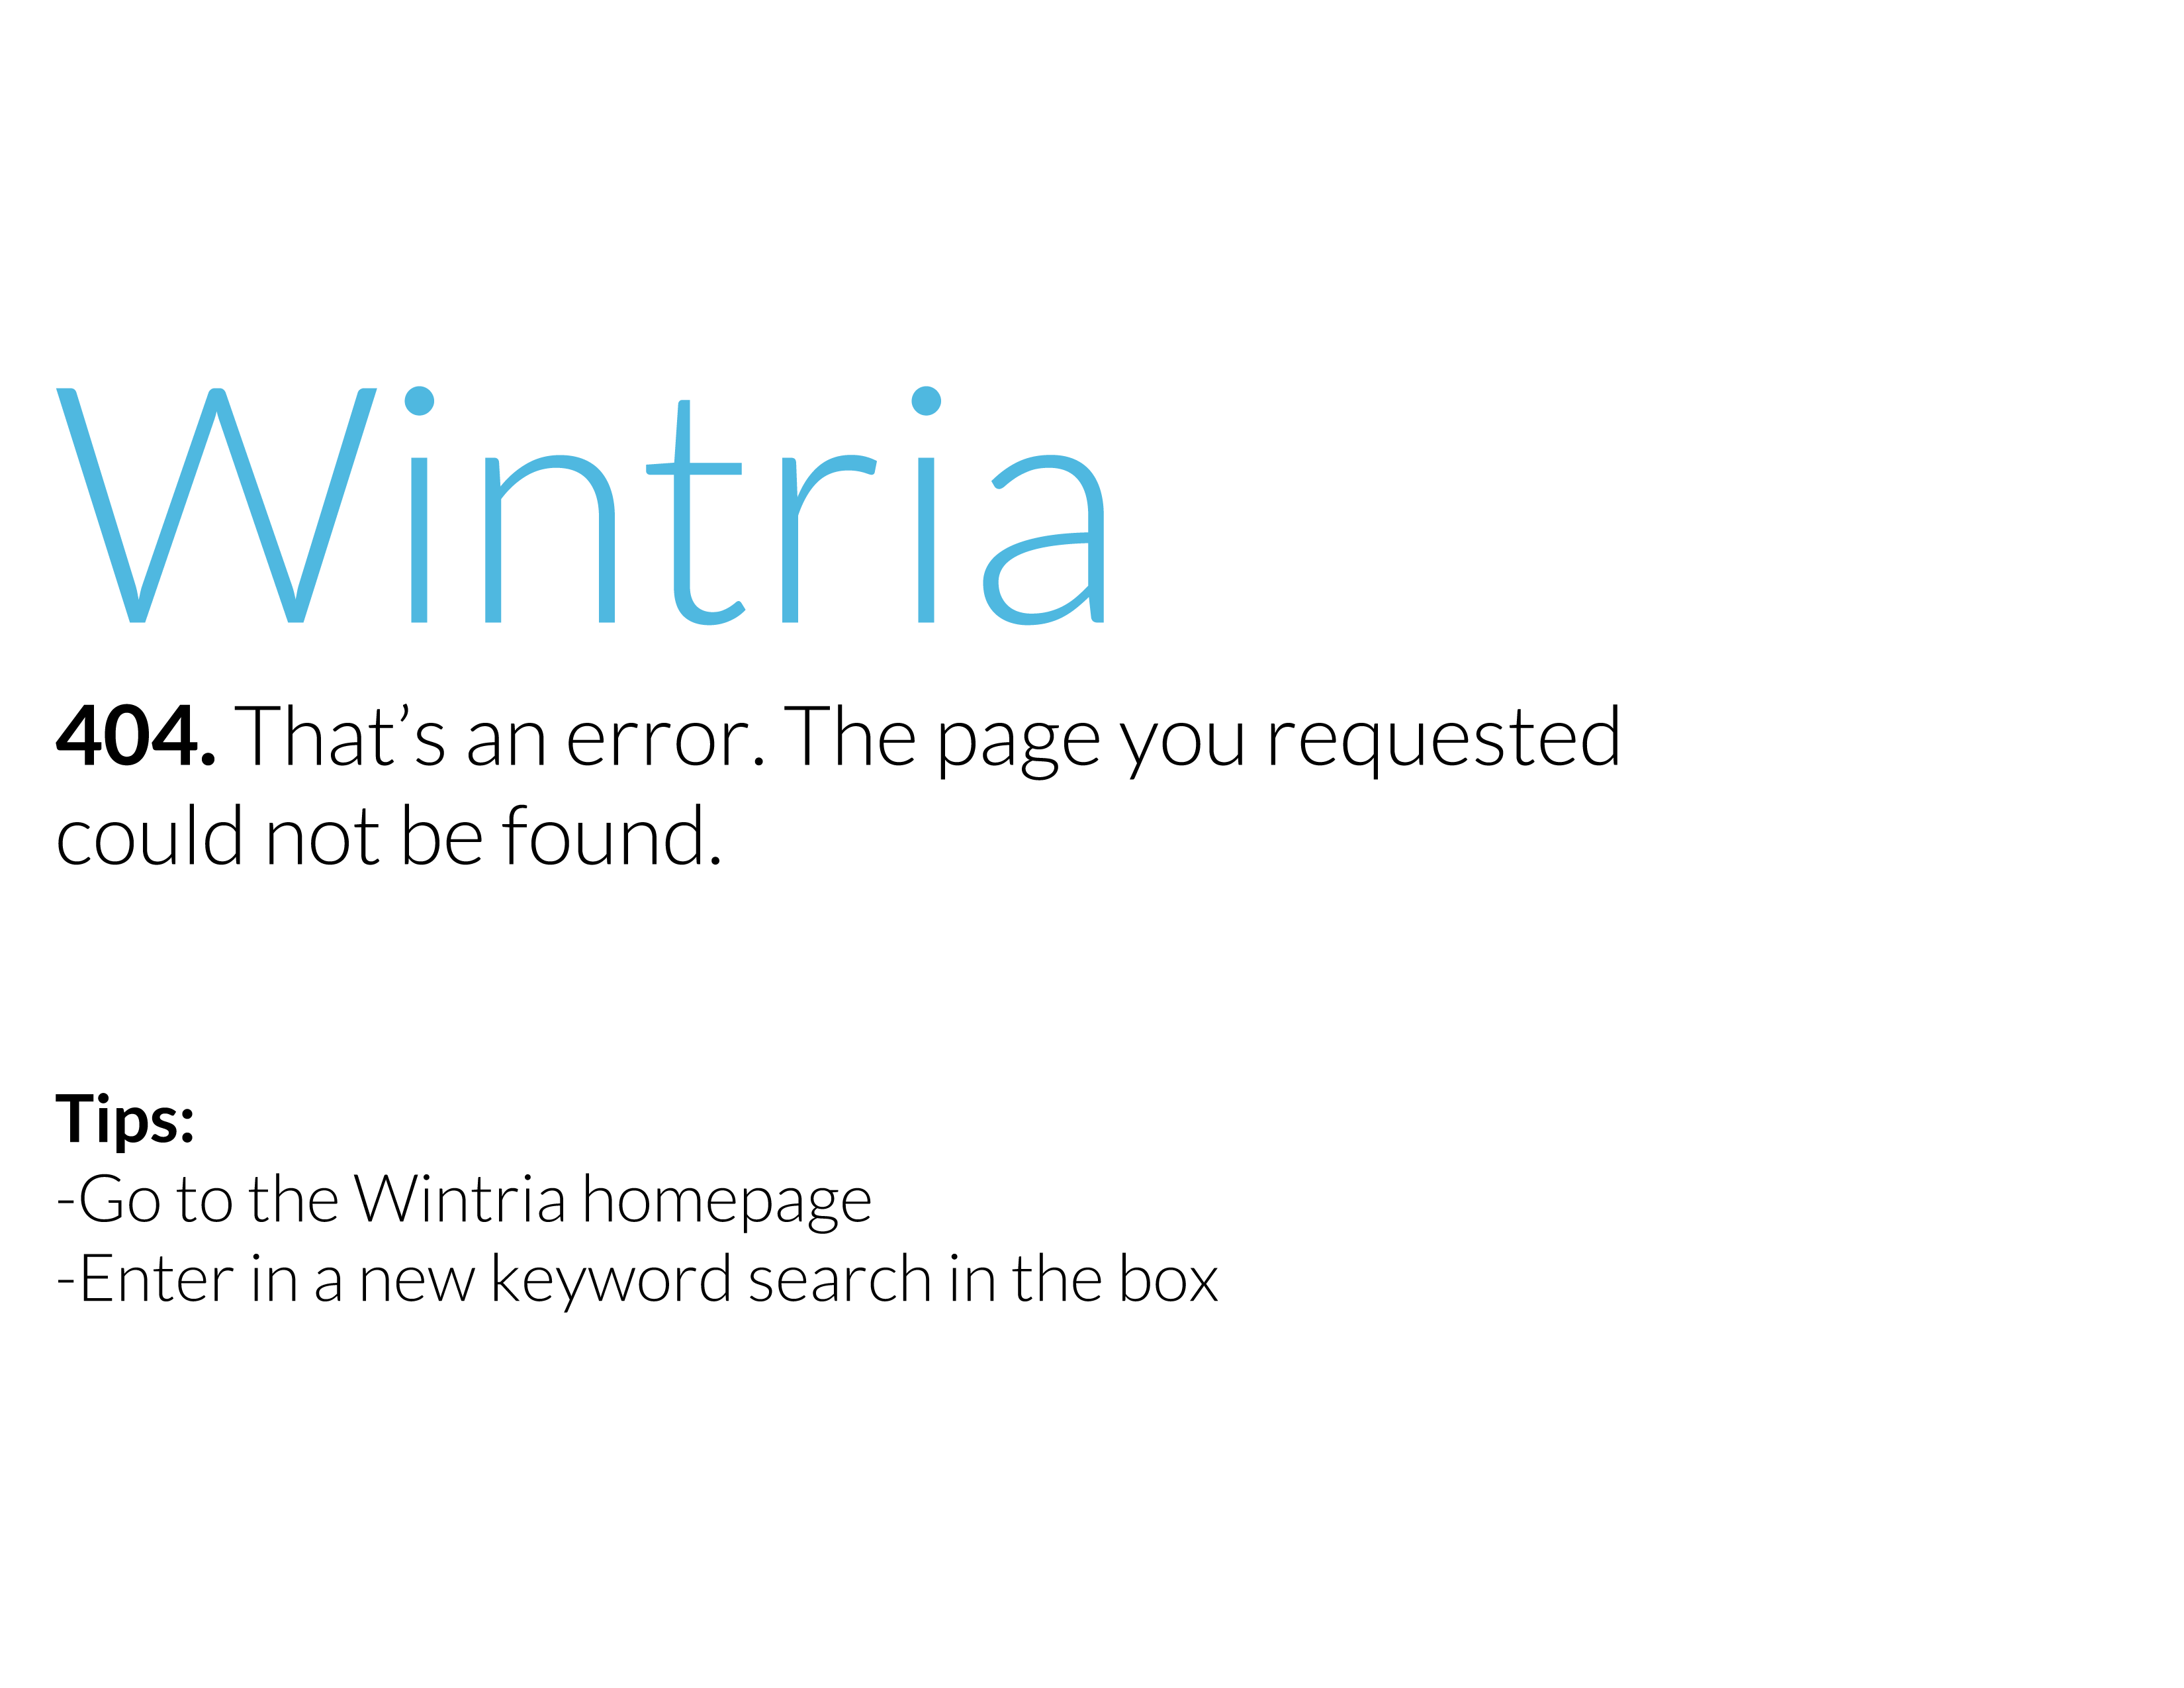 Wintria
404. That’s an error. The page you requested
could not be found.
Tips:
-Go to the Wintria homepage
-Enter in a new keyword search in the box